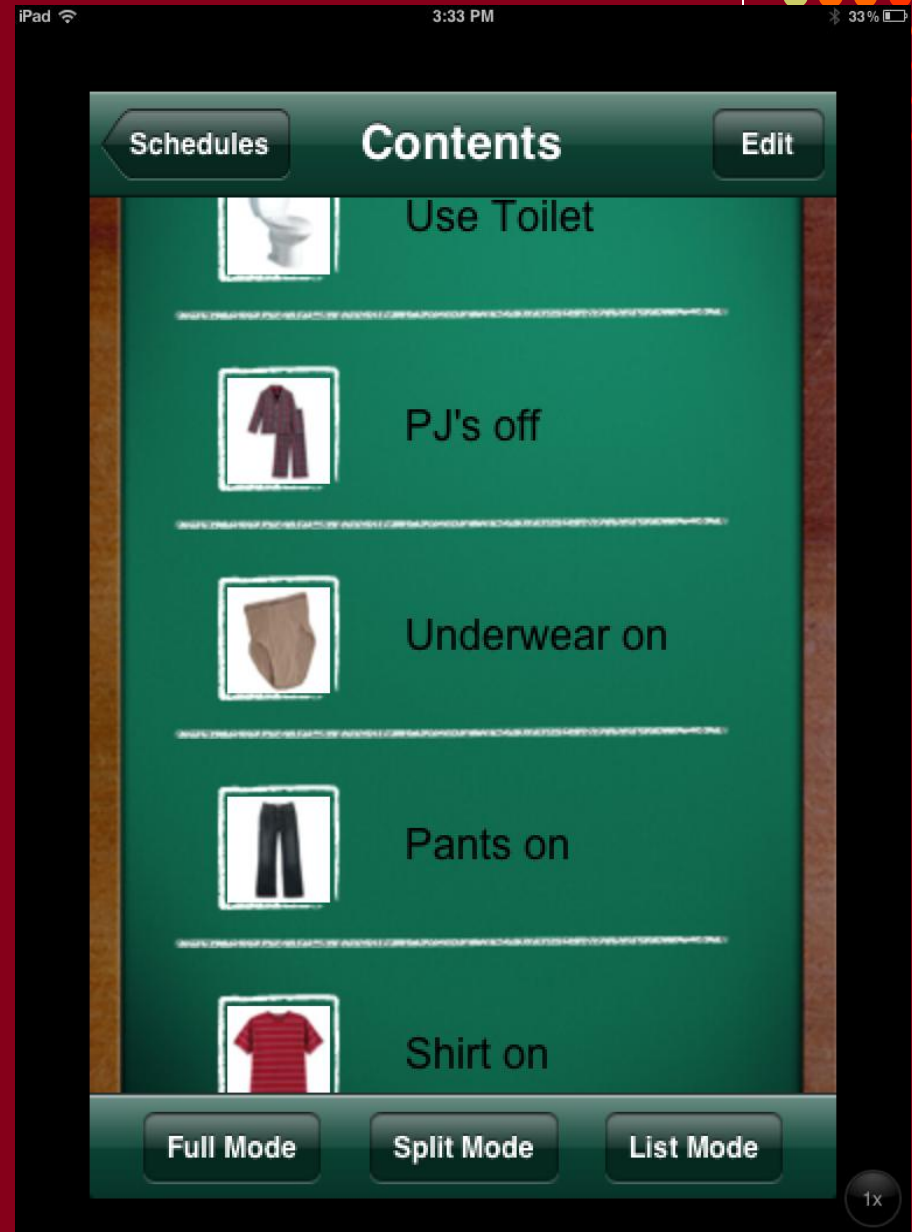 iPad 3:33 PM 33%
Schedules Contents Edit
Use Toilet
PJ's off
Underwear on
Pants on
Shirt on
Full Mode Split Mode List Mode
1x